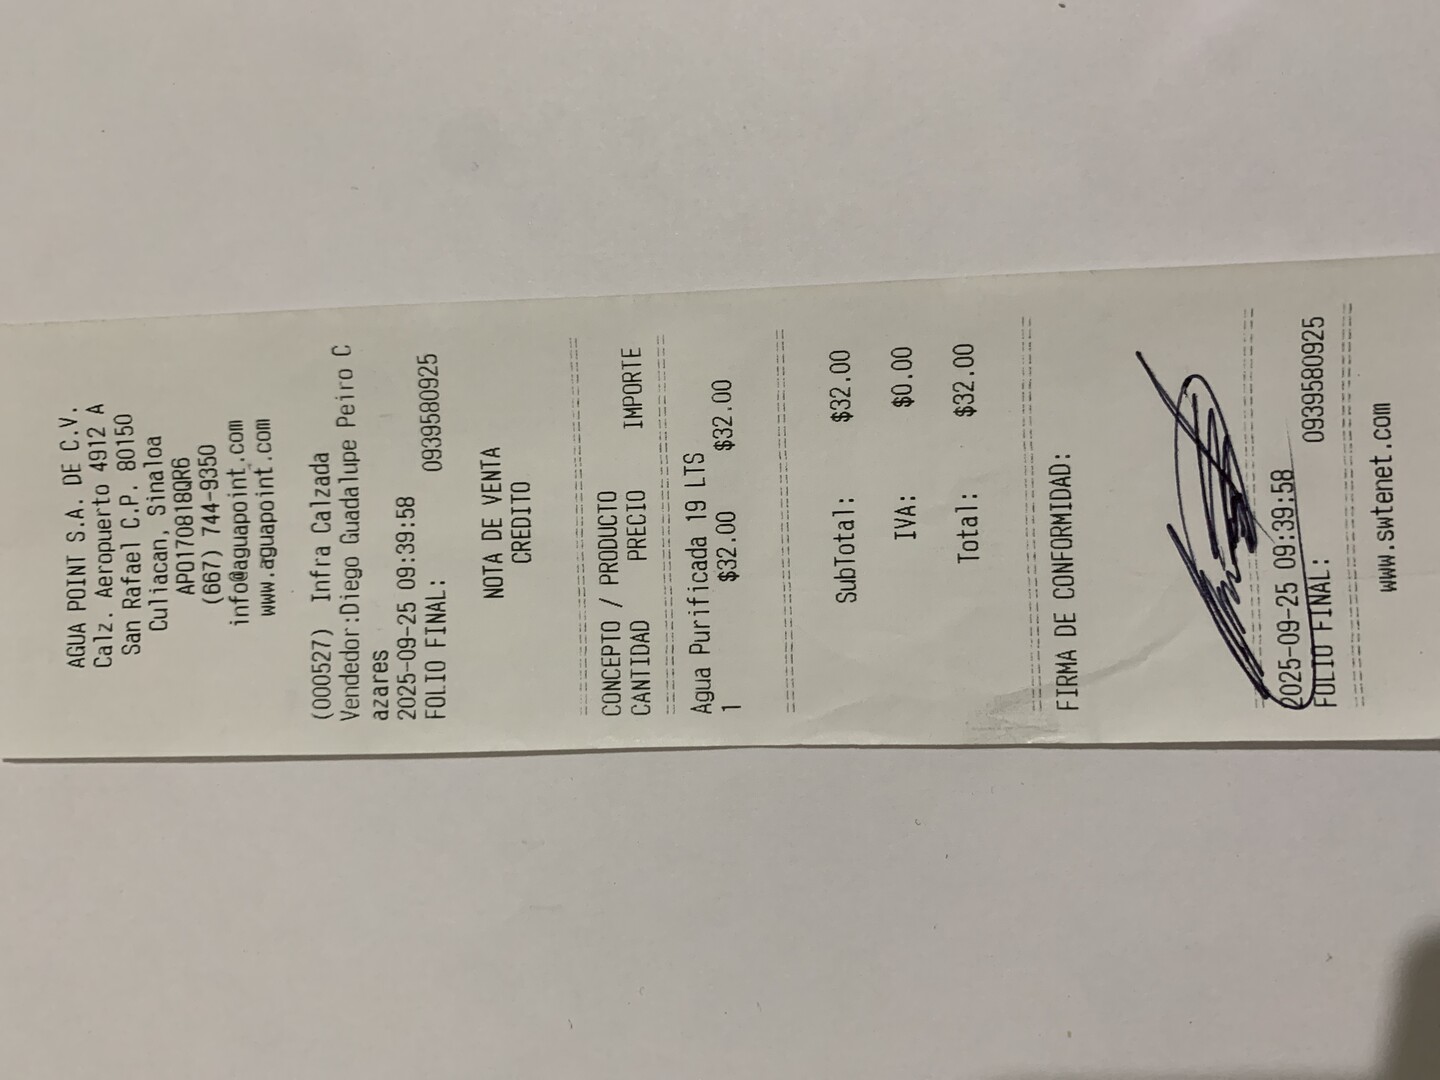 AGUA POINT S.A. DE C.V.
Calz. Aeropuerto 4912 A
San Rafael C.P. 80150
Culiacan, Sinaloa
APO170818QR6
(667) 744-9350
info@aguapoint.com
www.aguapoint.com
(000527) Infra Calzada
Vendedor:Diego Guadalupe Peiro C
azares
2025-09-25 09:39:58
FOLIO FINAL: 0939580925
NOTA DE VENTA
CREDITO
CONCEPTO / PRODUCTO
CANTIDAD PRECIO IMPORTE
Agua Purificada 19 LTS
1 $32.00 $32.00
SubTotal: $32.00
IVA: $0.00
Total: $32.00
FIRMA DE CONFORMIDAD:
2025-09-25 09:39:58
FOLIO FINAL: 0939580925
www.swtenet.com